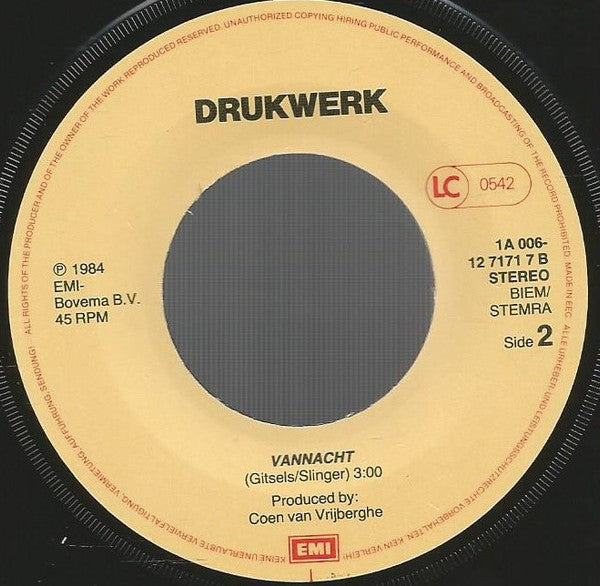 ALL RIGHTS OF THE PRODUCER AND OF THE OWNER OF THE WORK REPRODUCED RESERVED. UNAUTHORIZED COPYING HIRING PUBLIC PERFORMANCE AND BROADCASTING OF THE RECORD PROHIBITED. MADE IN EEC. ALLE URHEBER- UND LEISTUNGSSCHUTZRECHTE VORBEHALTEN. KEIN VERLEIH! KEINE UNERLAUBTE VERVIELFÄLTIGUNG, VERMIETUNG, AUFFÜHRUNG, SENDUNG!
DRUKWERK
LC 0542
1A 006-
12 7171 7 B
STEREO
BIEM/
STEMRA
Side 2
℗ 1984
EMI-
Bovema B.V.
45 RPM
VANNACHT
(Gitsels/Slinger) 3:00
Produced by:
Coen van Vrijberghe
EMI